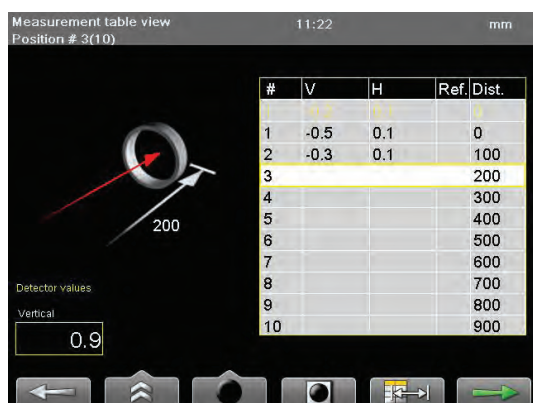 Measurement table view 11:22 mm
Position # 3(10)
# V H Ref. Dist.
1 -0.5 0.1 0
2 -0.3 0.1 100
3 200
4 300
5 400
6 500
7 600
8 700
9 800
10 900
200
Detector values
Vertical
0.9